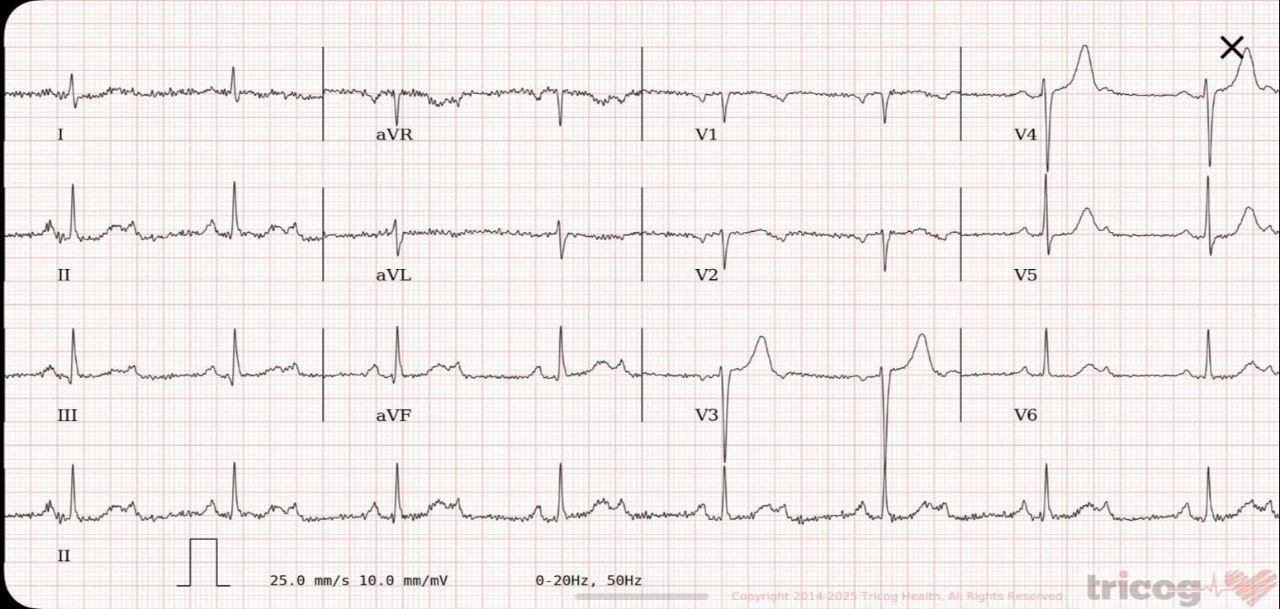 I
aVR
V1
V4
II
aVL
V2
V5
III
aVF
V3
V6
II
25.0 mm/s 10.0 mm/mV
0-20Hz, 50Hz
tricog
Copyright 2014-2025 Tricog Health, All Rights Reserved.